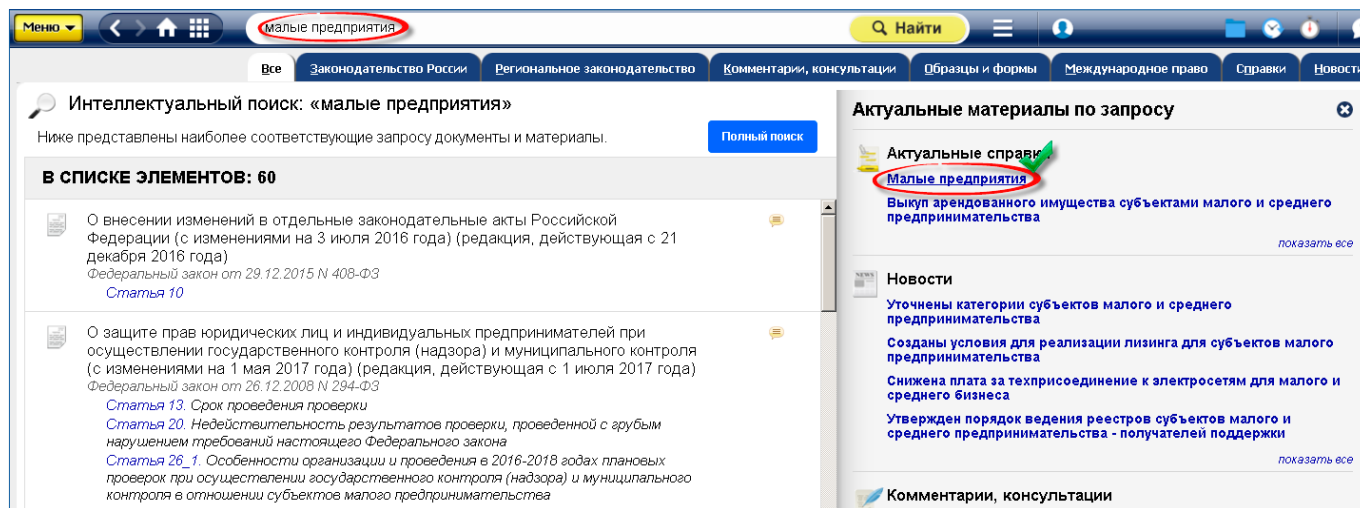 Меню
малые предприятия
Найти
Все
Законодательство России
Региональное законодательство
Комментарии, консультации
Образцы и формы
Международное право
Справки
Новости
Интеллектуальный поиск: «малые предприятия»
Ниже представлены наиболее соответствующие запросу документы и материалы.
Полный поиск
В СПИСКЕ ЭЛЕМЕНТОВ: 60
О внесении изменений в отдельные законодательные акты Российской
Федерации (с изменениями на 3 июля 2016 года) (редакция, действующая с 21
декабря 2016 года)
Федеральный закон от 29.12.2015 N 408-ФЗ
Статья 10
О защите прав юридических лиц и индивидуальных предпринимателей при
осуществлении государственного контроля (надзора) и муниципального контроля
(с изменениями на 1 мая 2017 года) (редакция, действующая с 1 июля 2017 года)
Федеральный закон от 26.12.2008 N 294-ФЗ
Статья 13. Срок проведения проверки
Статья 20. Недействительность результатов проверки, проведенной с грубым
нарушением требований настоящего Федерального закона
Статья 26_1. Особенности организации и проведения в 2016-2018 годах плановых
проверок при осуществлении государственного контроля (надзора) и муниципального
контроля в отношении субъектов малого предпринимательства
Актуальные материалы по запросу
Актуальные справки
Малые предприятия
Выкуп арендованного имущества субъектами малого и среднего
предпринимательства
показать все
NEWS
Новости
Уточнены категории субъектов малого и среднего
предпринимательства
Созданы условия для реализации лизинга для субъектов малого
предпринимательства
Снижена плата за техприсоединение к электросетям для малого и
среднего бизнеса
Утвержден порядок ведения реестров субъектов малого и
среднего предпринимательства - получателей поддержки
показать все
Комментарии, консультации